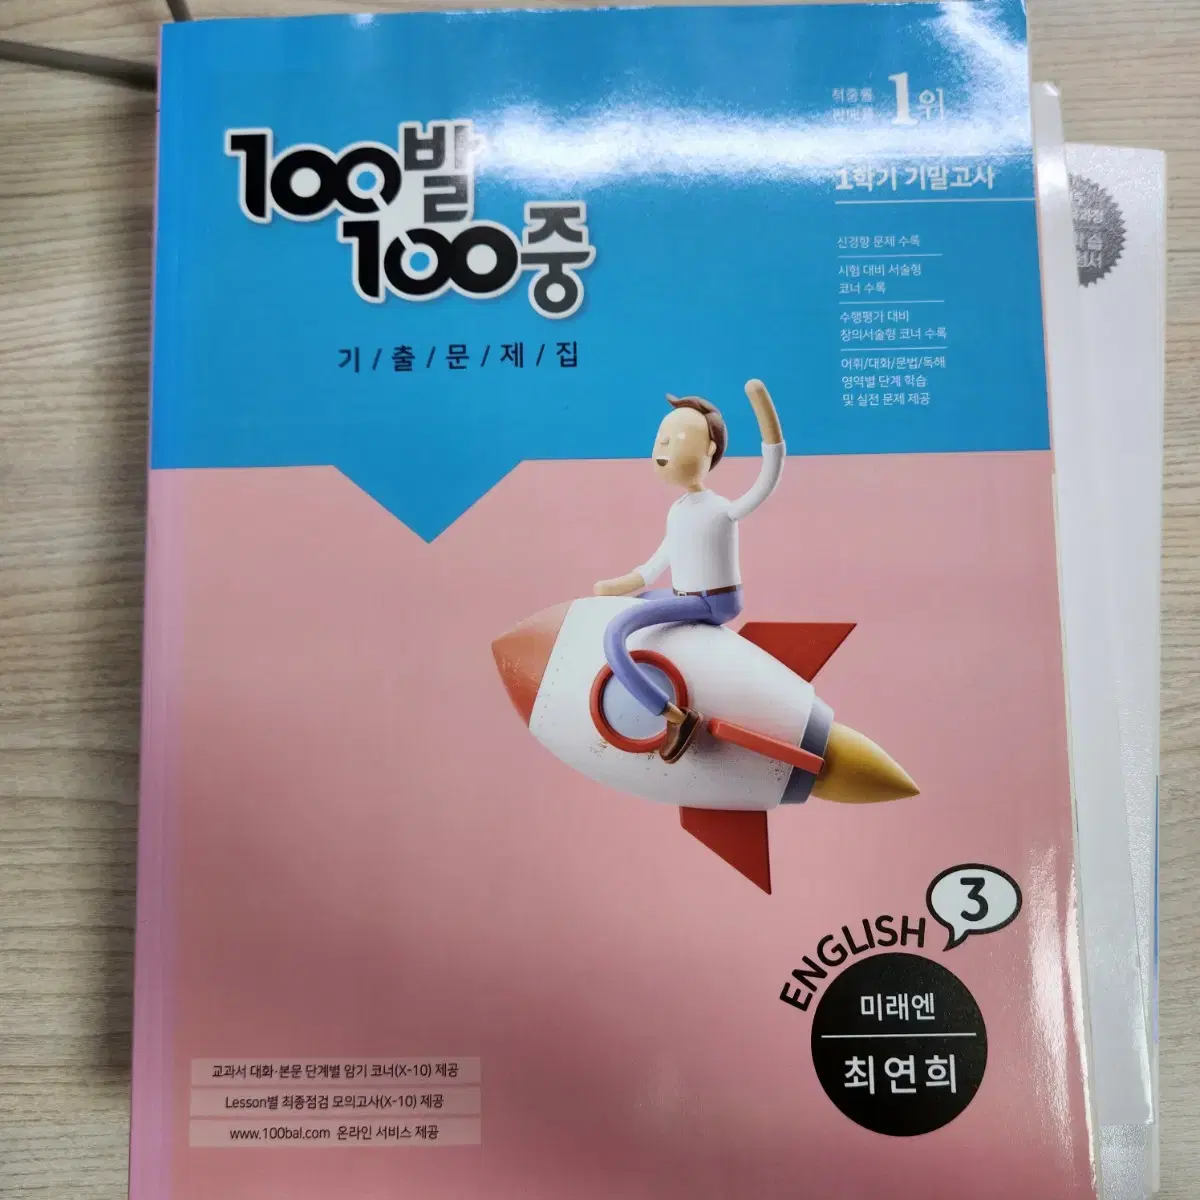 100발
100중
기/출/문/제/집
적중률
1위
1학기 기말고사
신경향 문제 수록
시험 대비 서술형
코너 수록
수행평가 대비
창의서술형 코너 수록
어휘/대화/문법/독해
영역별 단계 학습
및 실전 문제 제공
ENGLISH 3
미래엔
최연희
교과서 대화·본문 단계별 암기 코너(X-10) 제공
Lesson별 최종점검 모의고사(X-10) 제공
www.100bal.com 온라인 서비스 제공